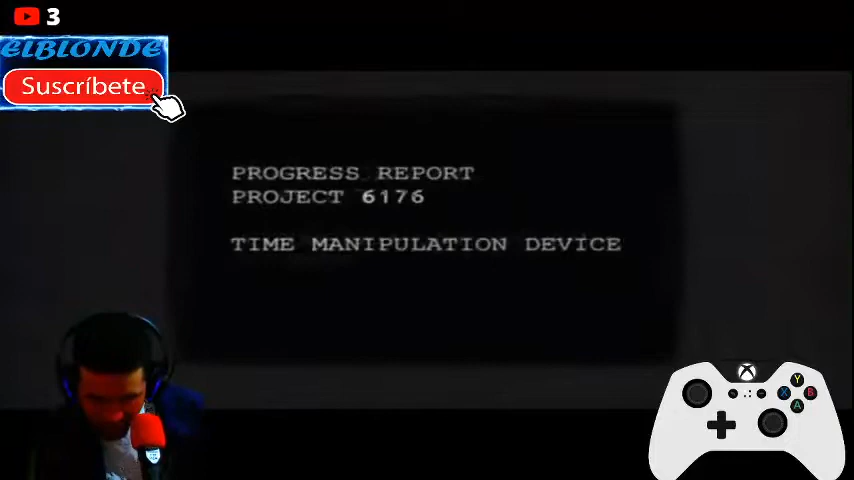 3
ELBLONDE
Suscríbete
PROGRESS REPORT
PROJECT 6176
TIME MANIPULATION DEVICE
Y
X
B
A